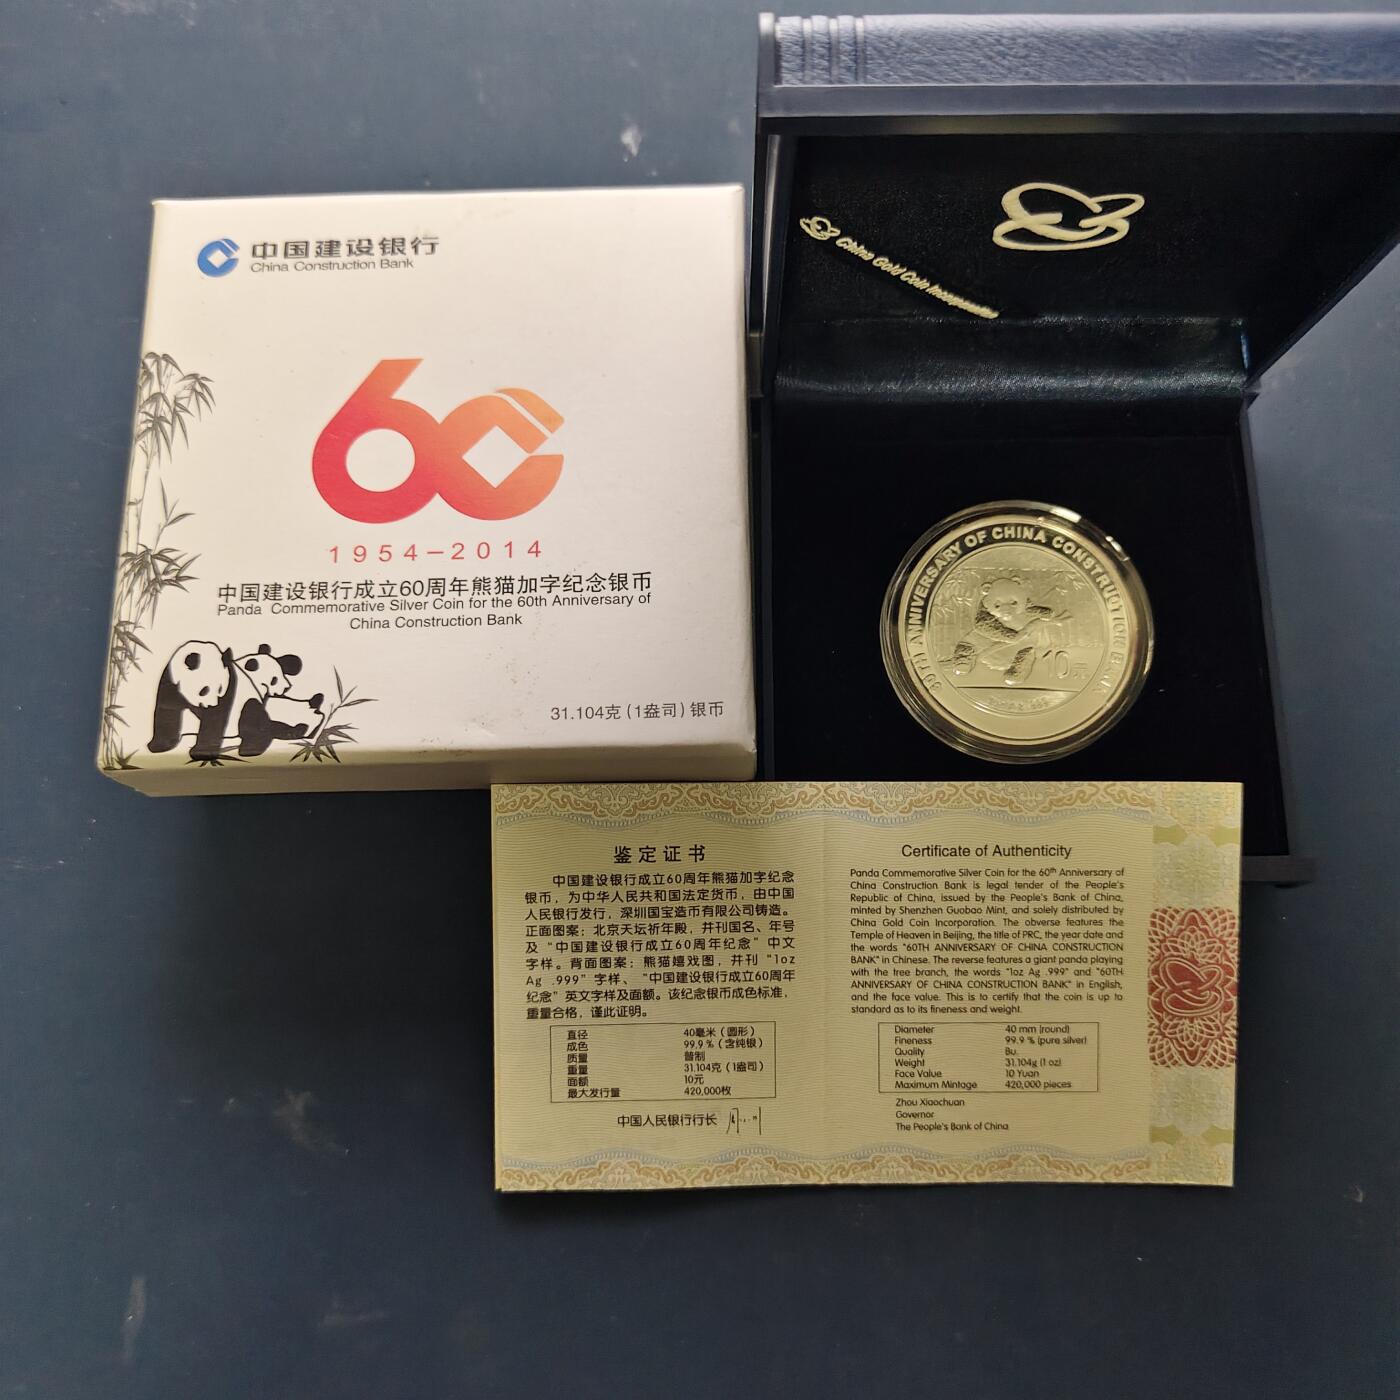 中国建设银行
China Construction Bank
60
1954-2014
中国建设银行成立60周年熊猫加字纪念银币
Panda Commemorative Silver Coin for the 60th Anniversary of
China Construction Bank
31.104克(1盎司)银币
China Gold Coin Incorporation
60TH ANNIVERSARY OF CHINA CONSTRUCTION BANK
10元
鉴定证书
中国建设银行成立60周年熊猫加字纪念
银币，为中华人民共和国法定货币，由中国
人民银行发行，深圳国宝造币有限公司铸造。
正面图案：北京天坛祈年殿，并刊国名、年号
及“中国建设银行成立60周年纪念”中文
字样。背面图案：熊猫嬉戏图，并刊“1oz
Ag .999”字样、“中国建设银行成立60周年
纪念”英文字样及面额。该纪念银币成色标准，
重量合格，谨此证明。
直径 40毫米（圆形）
成色 99.9%（含纯银）
质量 普制
重量 31.104克（1盎司）
面额 10元
最大发行量 420,000枚
中国人民银行行长
Certificate of Authenticity
Panda Commemorative Silver Coin for the 60th Anniversary of
China Construction Bank is legal tender of the People's
Republic of China, issued by the People's Bank of China,
minted by Shenzhen Guobao Mint, and solely distributed by
China Gold Coin Incorporation. The obverse features the
Temple of Heaven in Beijing, the title of PRC, the year date and
the words "60TH ANNIVERSARY OF CHINA CONSTRUCTION
BANK" in Chinese. The reverse features a giant panda playing
with the tree branch, the words "1oz Ag .999" and "60TH
ANNIVERSARY OF CHINA CONSTRUCTION BANK" in English,
and the face value. This is to certify that the coin is up to
standard as to its fineness and weight.
Diameter 40 mm (round)
Fineness 99.9 % (pure silver)
Quality Bu.
Weight 31.104g (1 oz)
Face Value 10 Yuan
Maximum Mintage 420,000 pieces
Zhou Xiaochuan
Governor
The People's Bank of China